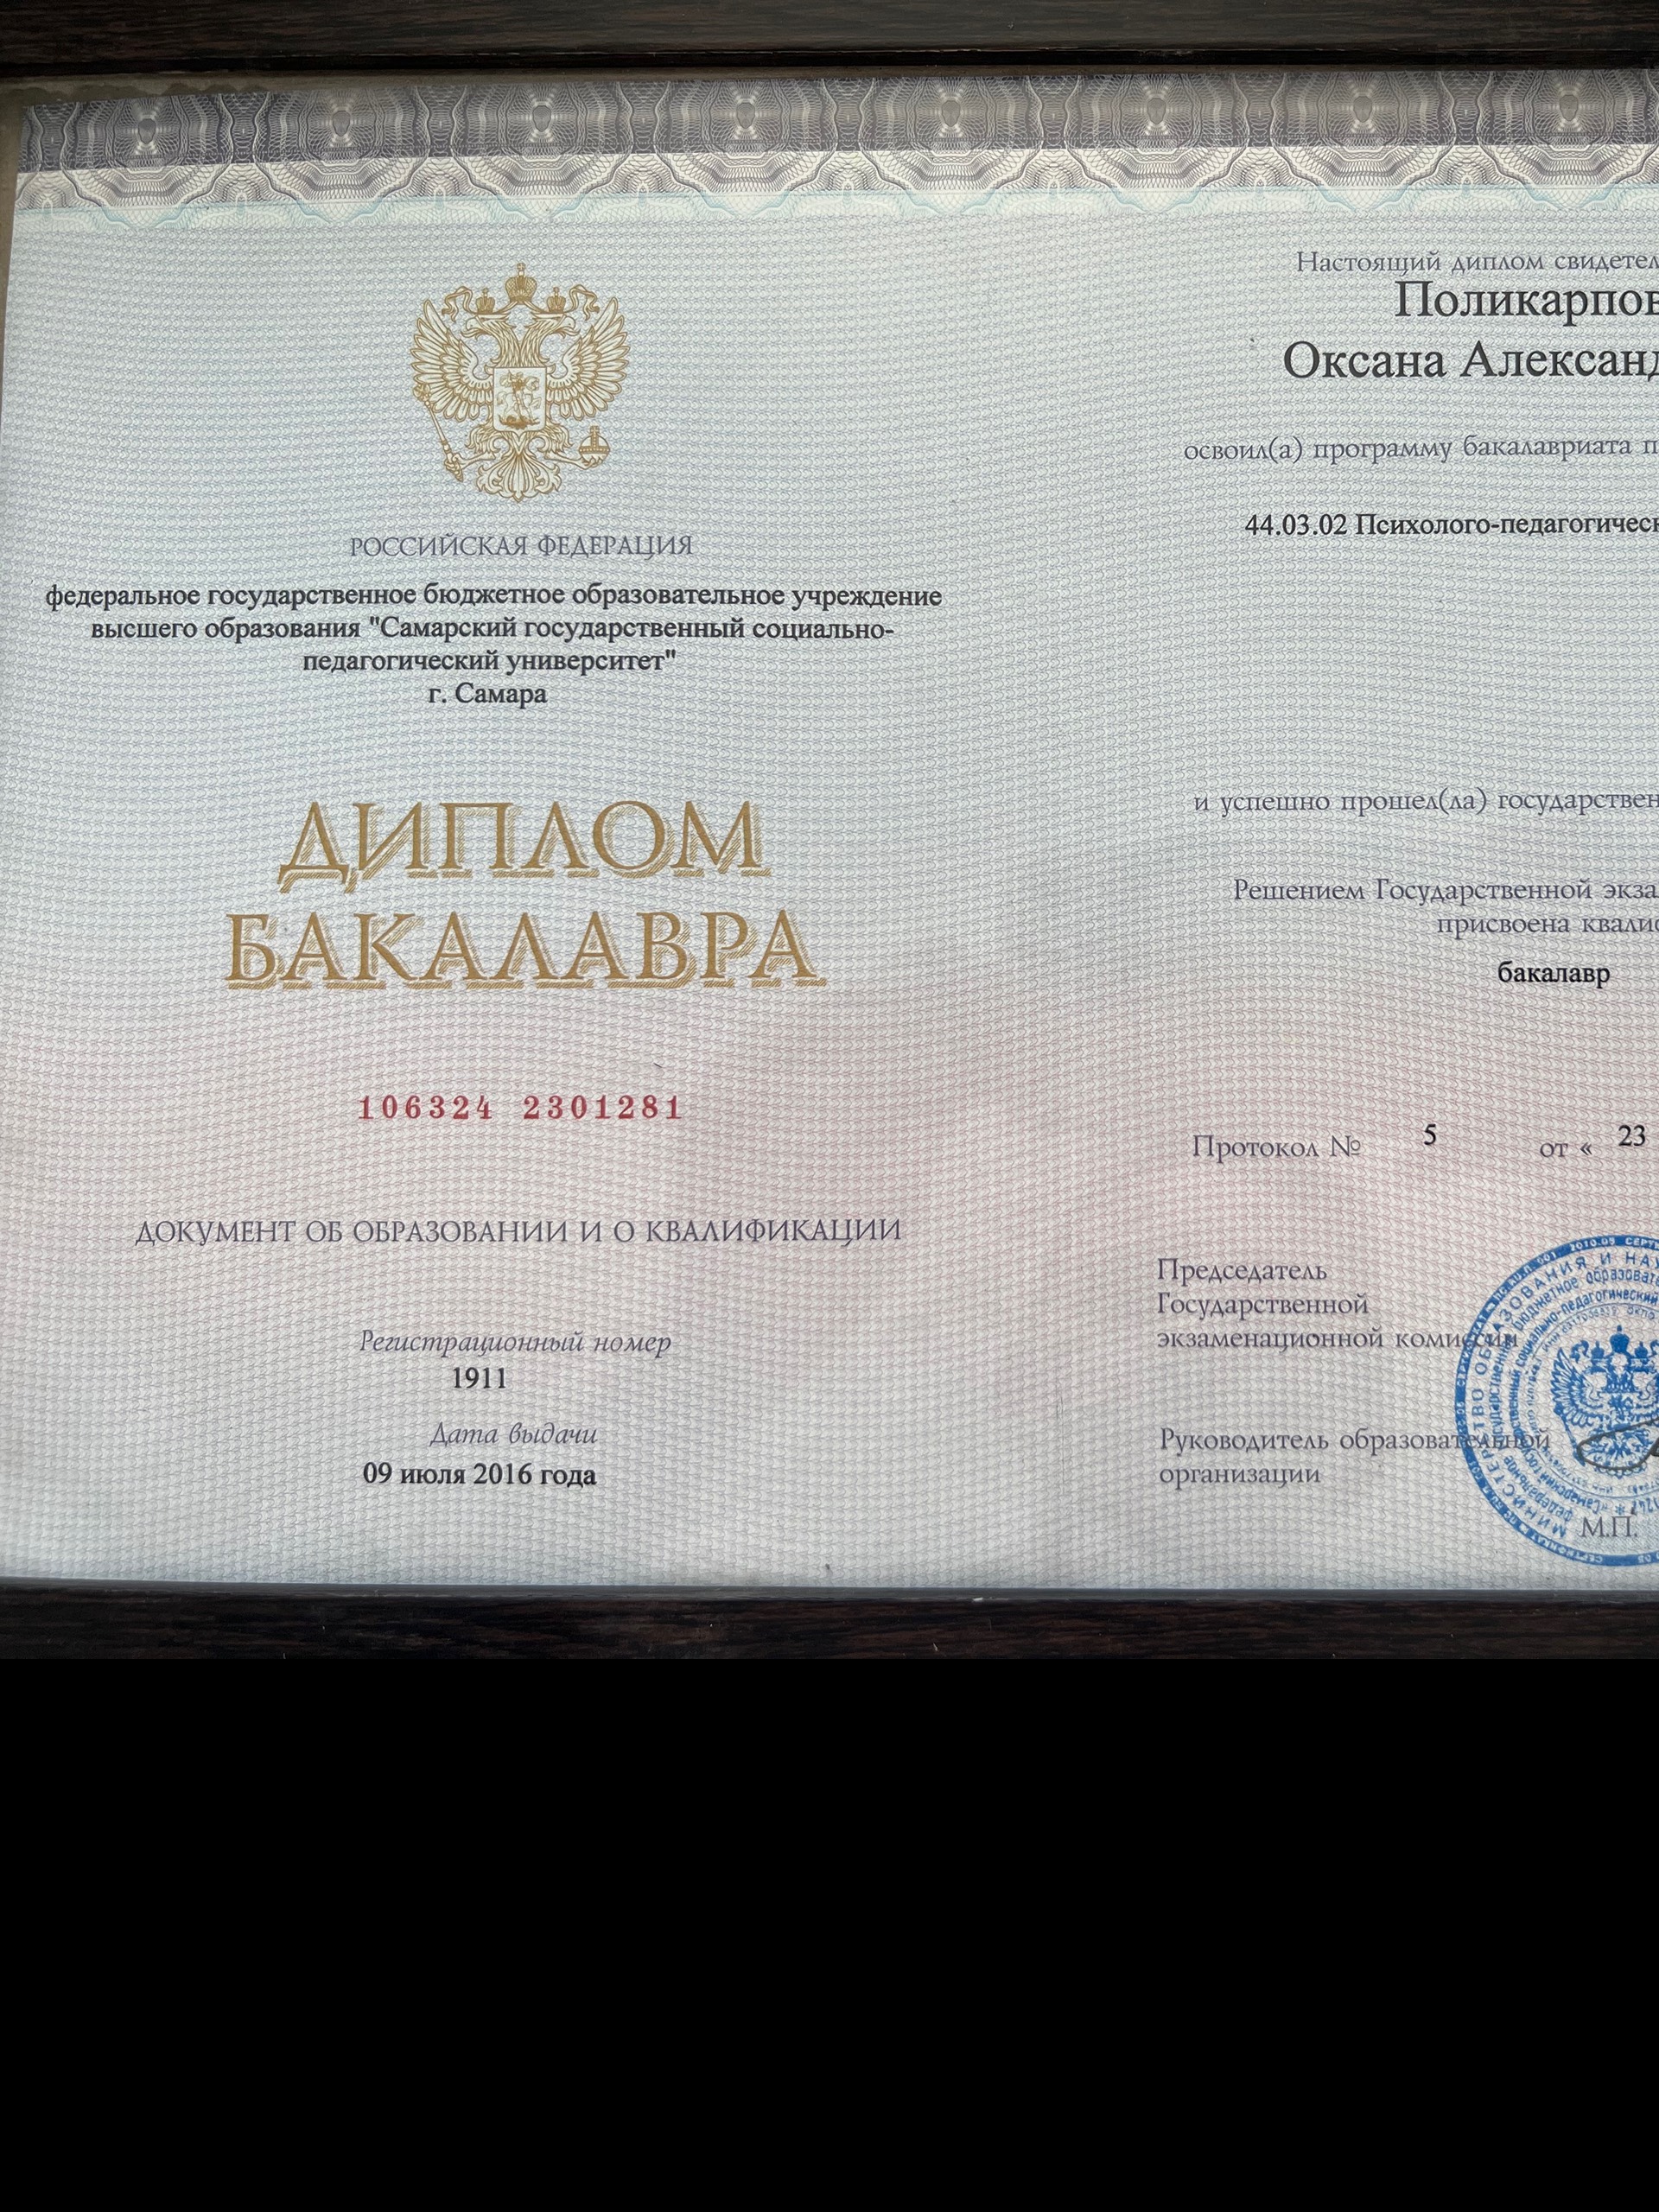 РОССИЙСКАЯ ФЕДЕРАЦИЯ
федеральное государственное бюджетное образовательное учреждение
высшего образования "Самарский государственный социально-
педагогический университет"
г. Самара
ДИПЛОМ
БАКАЛАВРА
106324 2301281
ДОКУМЕНТ ОБ ОБРАЗОВАНИИ И О КВАЛИФИКАЦИИ
Регистрационный номер
1911
Дата выдачи
09 июля 2016 года
Настоящий диплом свидетел
Поликарпов
Оксана Александ
освоил(а) программу бакалавриата п
44.03.02 Психолого-педагогическ
и успешно прошел(ла) государствен
Решением Государственной экза
присвоена квалиф
бакалавр
Протокол № 5 от « 23
Председатель
Государственной
экзаменационной комиссии
Руководитель образовательной
организации
М.П.